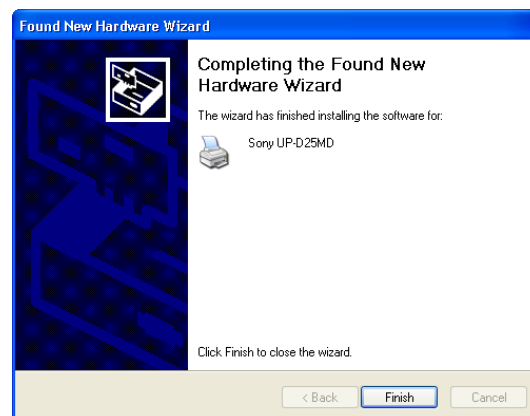 Found New Hardware Wizard
Completing the Found New
Hardware Wizard
The wizard has finished installing the software for:
Sony UP-D25MD
Click Finish to close the wizard.
< Back
Finish
Cancel